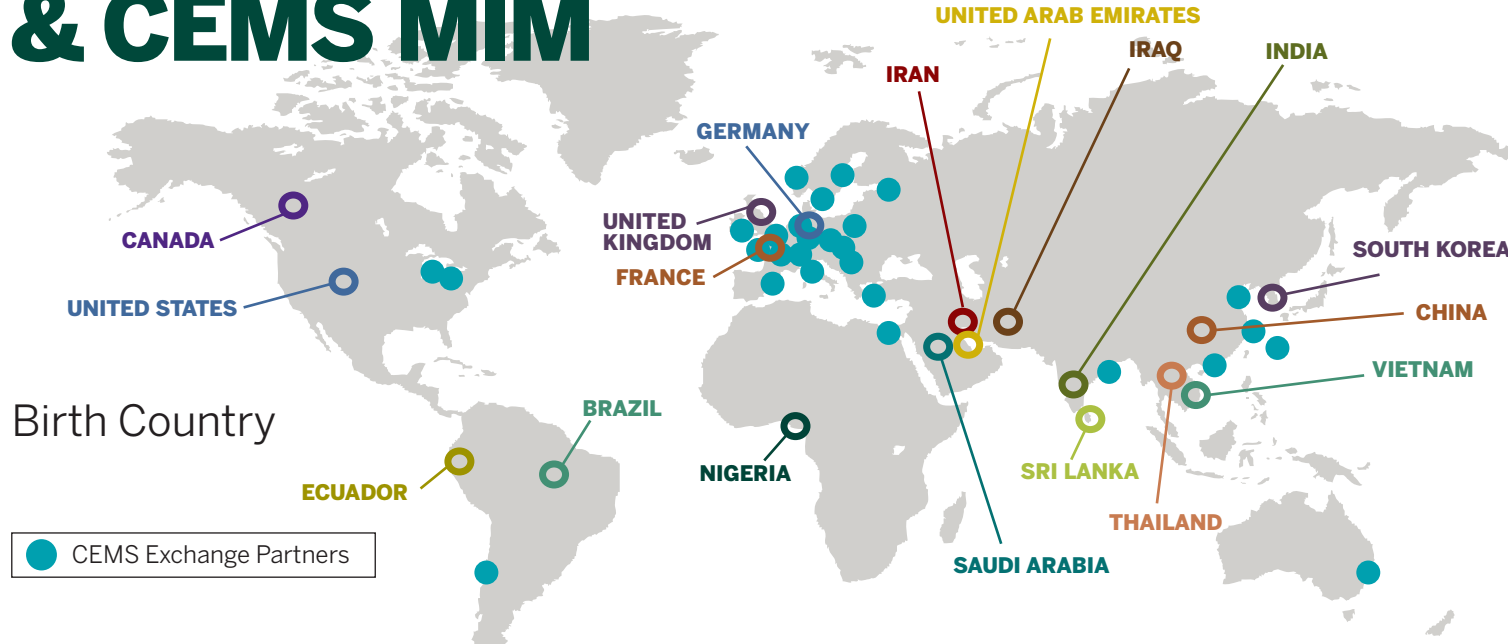 & CEMS MIM
UNITED ARAB EMIRATES
IRAQ
INDIA
IRAN
GERMANY
UNITED
KINGDOM
FRANCE
CANADA
UNITED STATES
SOUTH KOREA
CHINA
VIETNAM
BRAZIL
Birth Country
ECUADOR
NIGERIA
SRI LANKA
THAILAND
SAUDI ARABIA
CEMS Exchange Partners